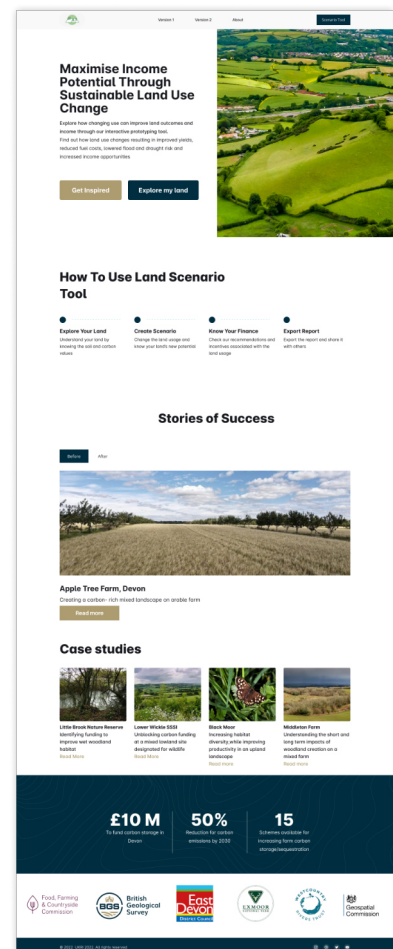 Version 1
Version 2
About
Scenario Tool
Maximise Income
Potential Through
Sustainable Land Use
Change
Explore how changing use can improve land outcomes and
income through our interactive prototyping tool.
Find out how land use changes resulting in improved yields,
reduced fuel costs, lowered flood and drought risk and
increased income opportunities
Get Inspired
Explore my land
How To Use Land Scenario
Tool
Explore Your Land
Understand your land by
knowing the soil and carbon
values
Create Scenario
Change the land usage and
know your land's new potential
Know Your Finance
Check our recommendations and
incentives associated with the
land usage
Export Report
Export the report and share it
with others
Stories of Success
Before
After
Apple Tree Farm, Devon
Creating a carbon- rich mixed landscape on arable farm
Read more
Case studies
Little Brook Nature Reserve
Identifying funding to
improve wet woodland
habitat
Read More
Lower Wickle SSSI
Unblocking carbon funding
at a mixed lowland site
designated for wildlife
Read More
Black Moor
Increasing habitat
diversity,while improving
productivity in an upland
landscape
Read more
Middleton Farm
Understanding the short and
long term impacts of
woodland creation on a
mixed farm
Read more
£10 M
To fund carbon storage in
Devon
50%
Reduction for carbon
emissions by 2030
15
Schemes available for
increasing farm carbon
storage/sequestration
Food, Farming
& Countryside
Commission
BGS
British
Geological
Survey
East
Devon
District Council
EXMOOR
NATIONAL PARK
WESTCOUNTRY
RIVERS TRUST
Geospatial
Commission
© 2022 LAND 2021. All rights reserved